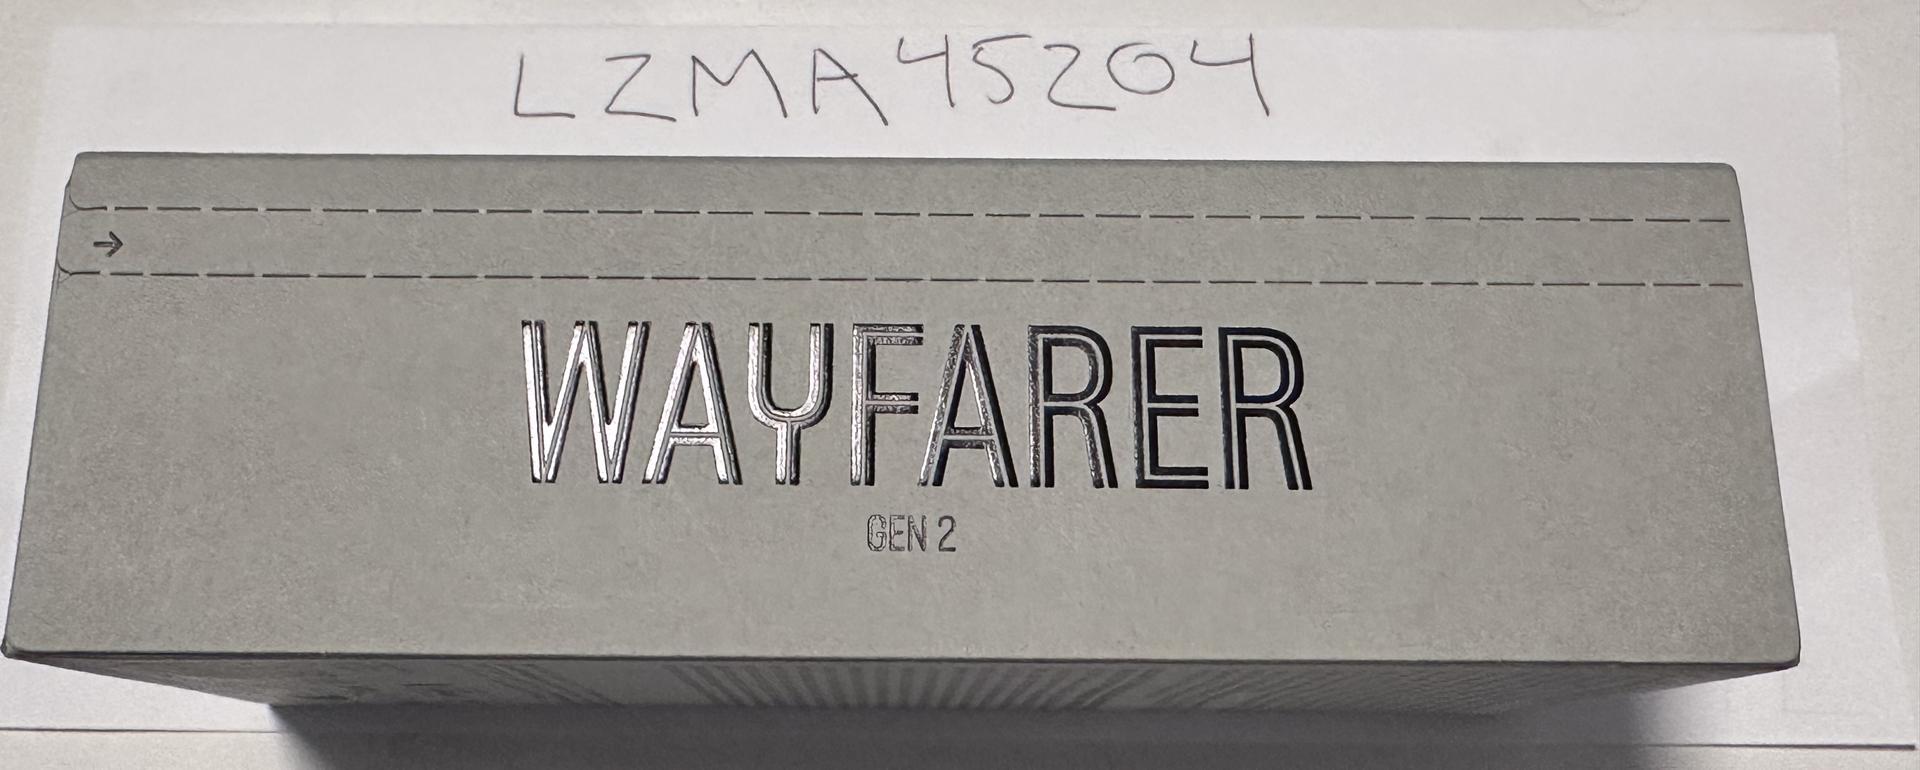 LZMA45204
→
WAYFARER
GEN 2